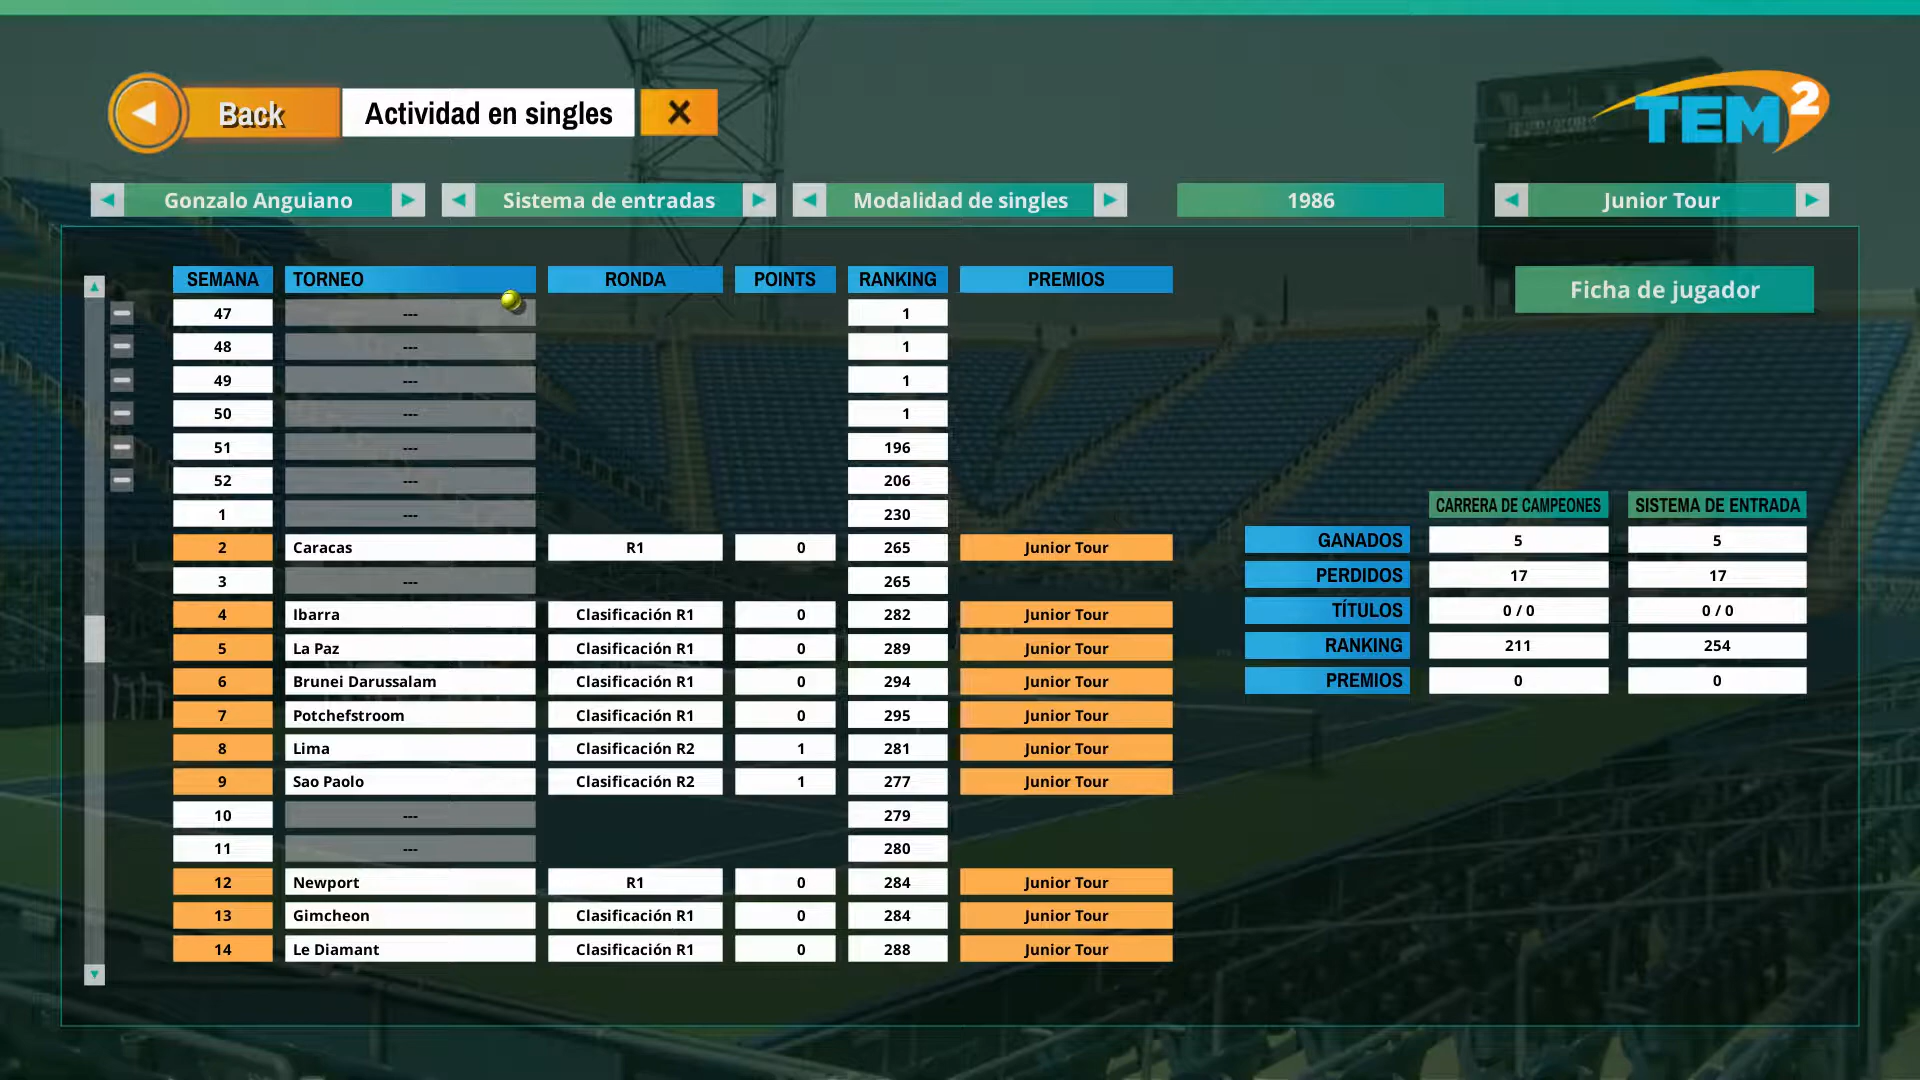 Back
Actividad en singles
TEM2
Gonzalo Anguiano
Sistema de entradas
Modalidad de singles
1986
Junior Tour
Ficha de jugador
SEMANA TORNEO RONDA POINTS RANKING PREMIOS
47 --- 1
48 --- 1
49 --- 1
50 --- 1
51 --- 196
52 --- 206
1 --- 230
2 Caracas R1 0 265 Junior Tour
3 --- 265
4 Ibarra Clasificación R1 0 282 Junior Tour
5 La Paz Clasificación R1 0 289 Junior Tour
6 Brunei Darussalam Clasificación R1 0 294 Junior Tour
7 Potchefstroom Clasificación R1 0 295 Junior Tour
8 Lima Clasificación R2 1 281 Junior Tour
9 Sao Paolo Clasificación R2 1 277 Junior Tour
10 --- 279
11 --- 280
12 Newport R1 0 284 Junior Tour
13 Gimcheon Clasificación R1 0 284 Junior Tour
14 Le Diamant Clasificación R1 0 288 Junior Tour
CARRERA DE CAMPEONES SISTEMA DE ENTRADA
GANADOS 5 5
PERDIDOS 17 17
TÍTULOS 0 / 0 0 / 0
RANKING 211 254
PREMIOS 0 0